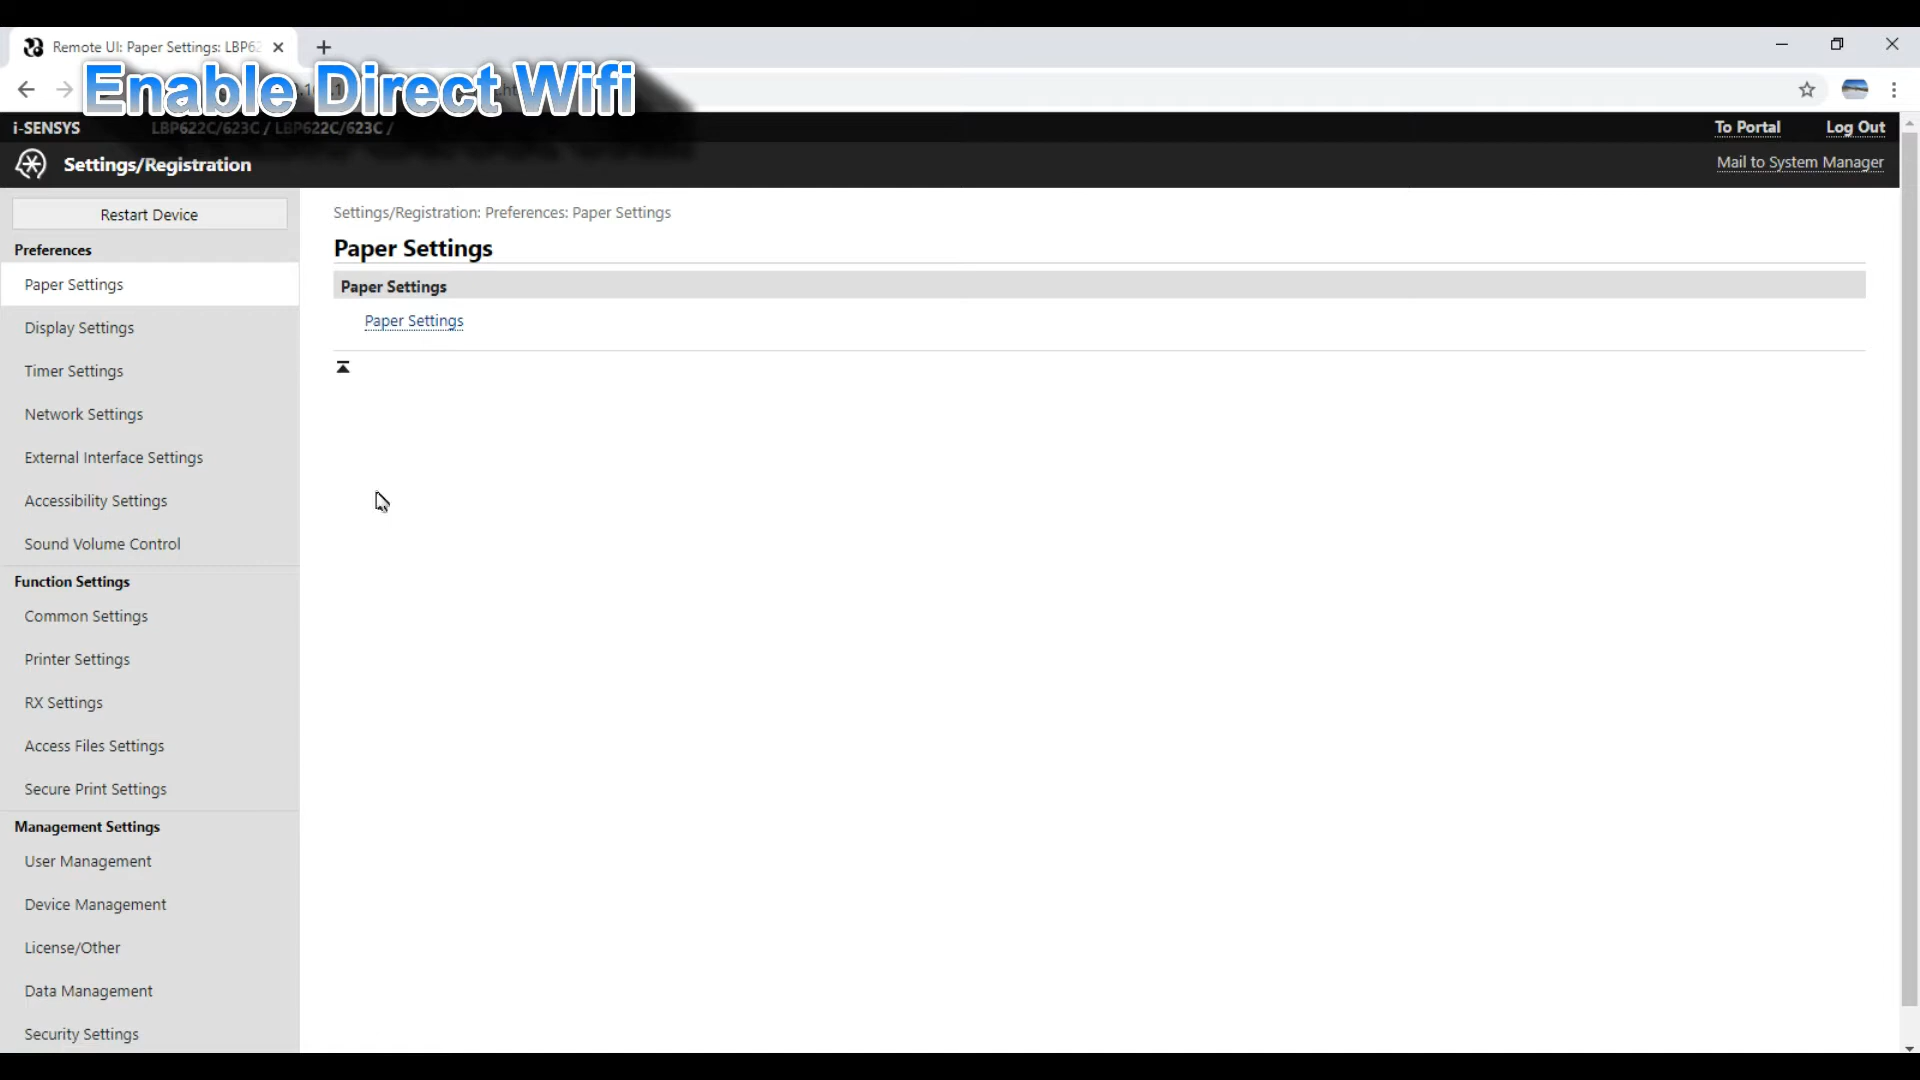 Remote UI: Paper Settings: LBP62
Enable Direct Wifi
i-SENSYS
LBP622C/623C / LBP622C/623C /
To Portal
Log Out
Settings/Registration
Mail to System Manager
Restart Device
Settings/Registration: Preferences: Paper Settings
Preferences
Paper Settings
Paper Settings
Paper Settings
Paper Settings
Display Settings
Timer Settings
Network Settings
External Interface Settings
Accessibility Settings
Sound Volume Control
Function Settings
Common Settings
Printer Settings
RX Settings
Access Files Settings
Secure Print Settings
Management Settings
User Management
Device Management
License/Other
Data Management
Security Settings